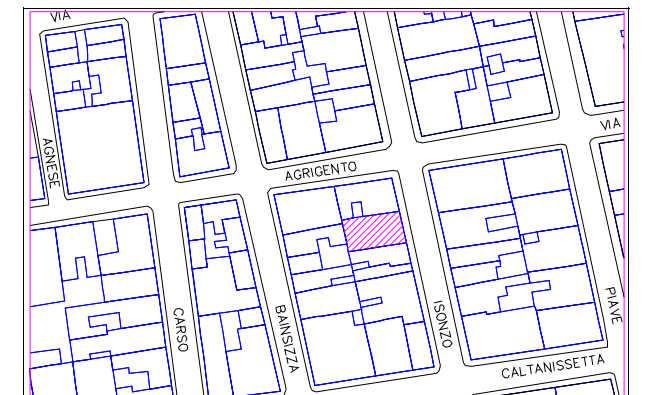 VIA
VIA
AGNESE
AGRIGENTO
CARSO
BAINSIZZA
ISONZO
PIAVE
CALTANISSETTA